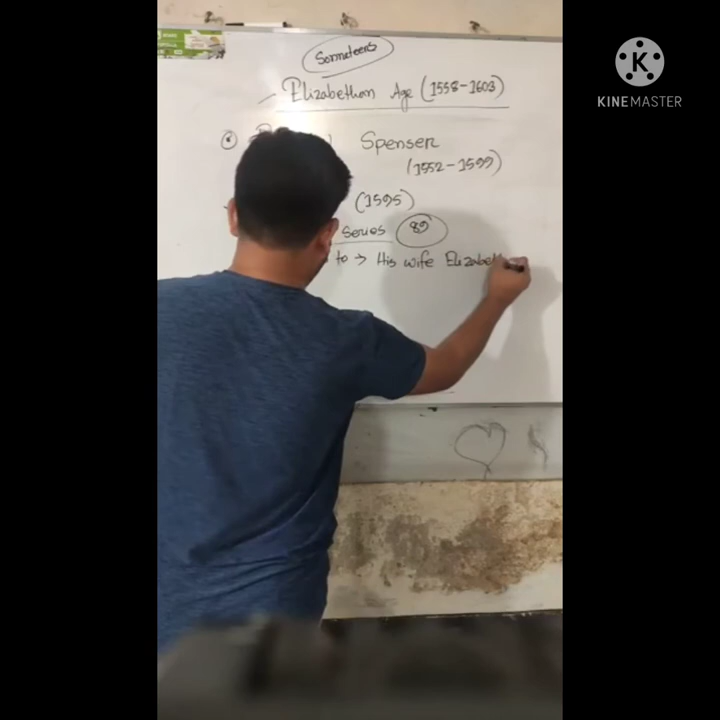 Sonneteers
KINEMASTER
Elizabethan Age (1558-1603)
Spenser
(1552-1599)
(1595)
Series 89
to → His wife Elizabet